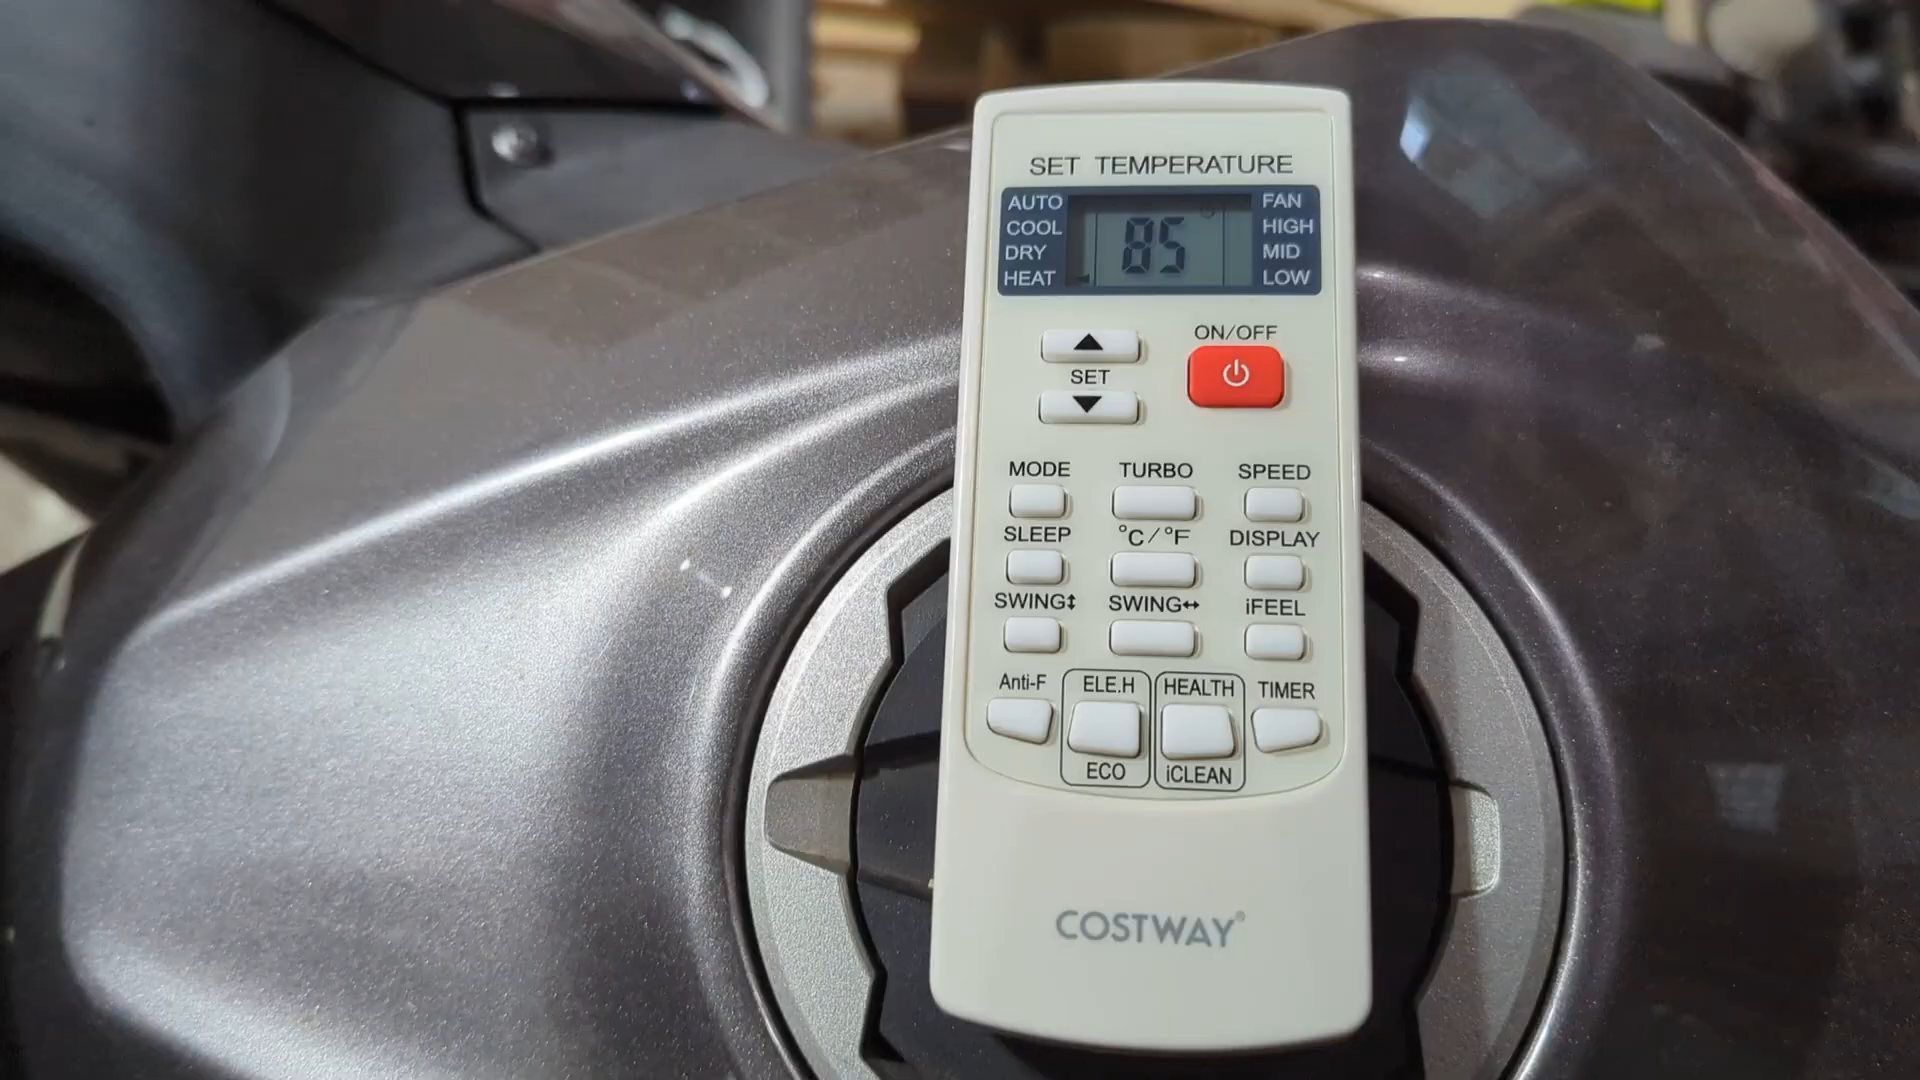 SET TEMPERATURE
AUTO
COOL
DRY
HEAT
85
FAN
HIGH
MID
LOW
ON/OFF
SET
MODE TURBO SPEED
SLEEP °C/°F DISPLAY
SWING↕ SWING↔ iFEEL
Anti-F ELE.H HEALTH TIMER
ECO iCLEAN
COSTWAY®